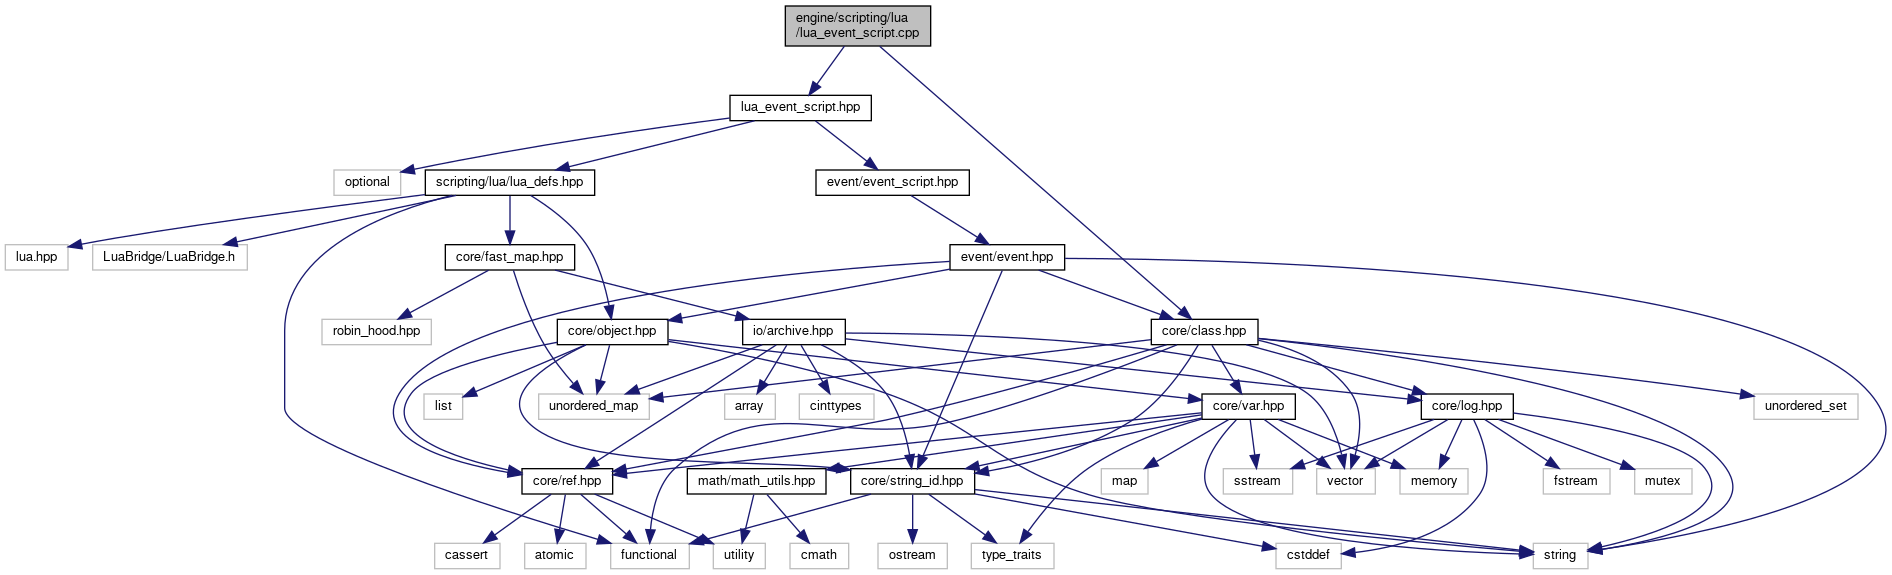 engine/scripting/lua
/lua_event_script.cpp
lua_event_script.hpp
optional
scripting/lua/lua_defs.hpp
event/event_script.hpp
lua.hpp
LuaBridge/LuaBridge.h
core/fast_map.hpp
event/event.hpp
robin_hood.hpp
core/object.hpp
io/archive.hpp
core/class.hpp
list
unordered_map
array
cinttypes
core/var.hpp
core/log.hpp
unordered_set
core/ref.hpp
math/math_utils.hpp
core/string_id.hpp
map
sstream
vector
memory
fstream
mutex
cassert
atomic
functional
utility
cmath
ostream
type_traits
cstddef
string